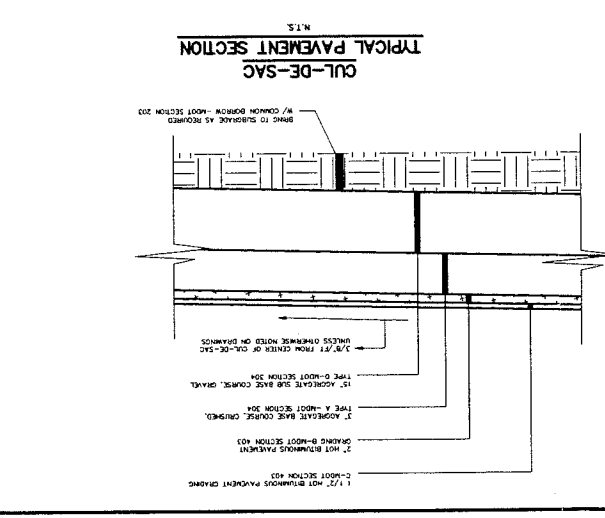 1 1/2" HOT BITUMINOUS PAVEMENT GRADING
C-MDOT SECTION 403
2" HOT BITUMINOUS PAVEMENT
GRADING B-MDOT SECTION 403
3" AGGREGATE BASE COURSE, CRUSHED,
TYPE A -MDOT SECTION 304
15" AGGREGATE SUB BASE COURSE, GRAVEL
TYPE D-MDOT SECTION 304
3/8"/ FT FROM CENTER OF CUL-DE-SAC
UNLESS OTHERWISE NOTED ON DRAWINGS
BRING TO SUBGRADE AS REQUIRED
W/ COMMON BORROW -MDOT SECTION 203
CUL-DE-SAC
TYPICAL PAVEMENT SECTION
N.T.S.